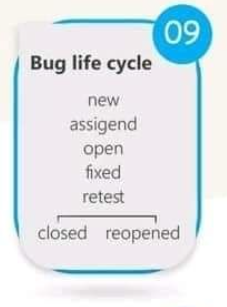 09
Bug life cycle
new
assigend
open
fixed
retest
closed reopened